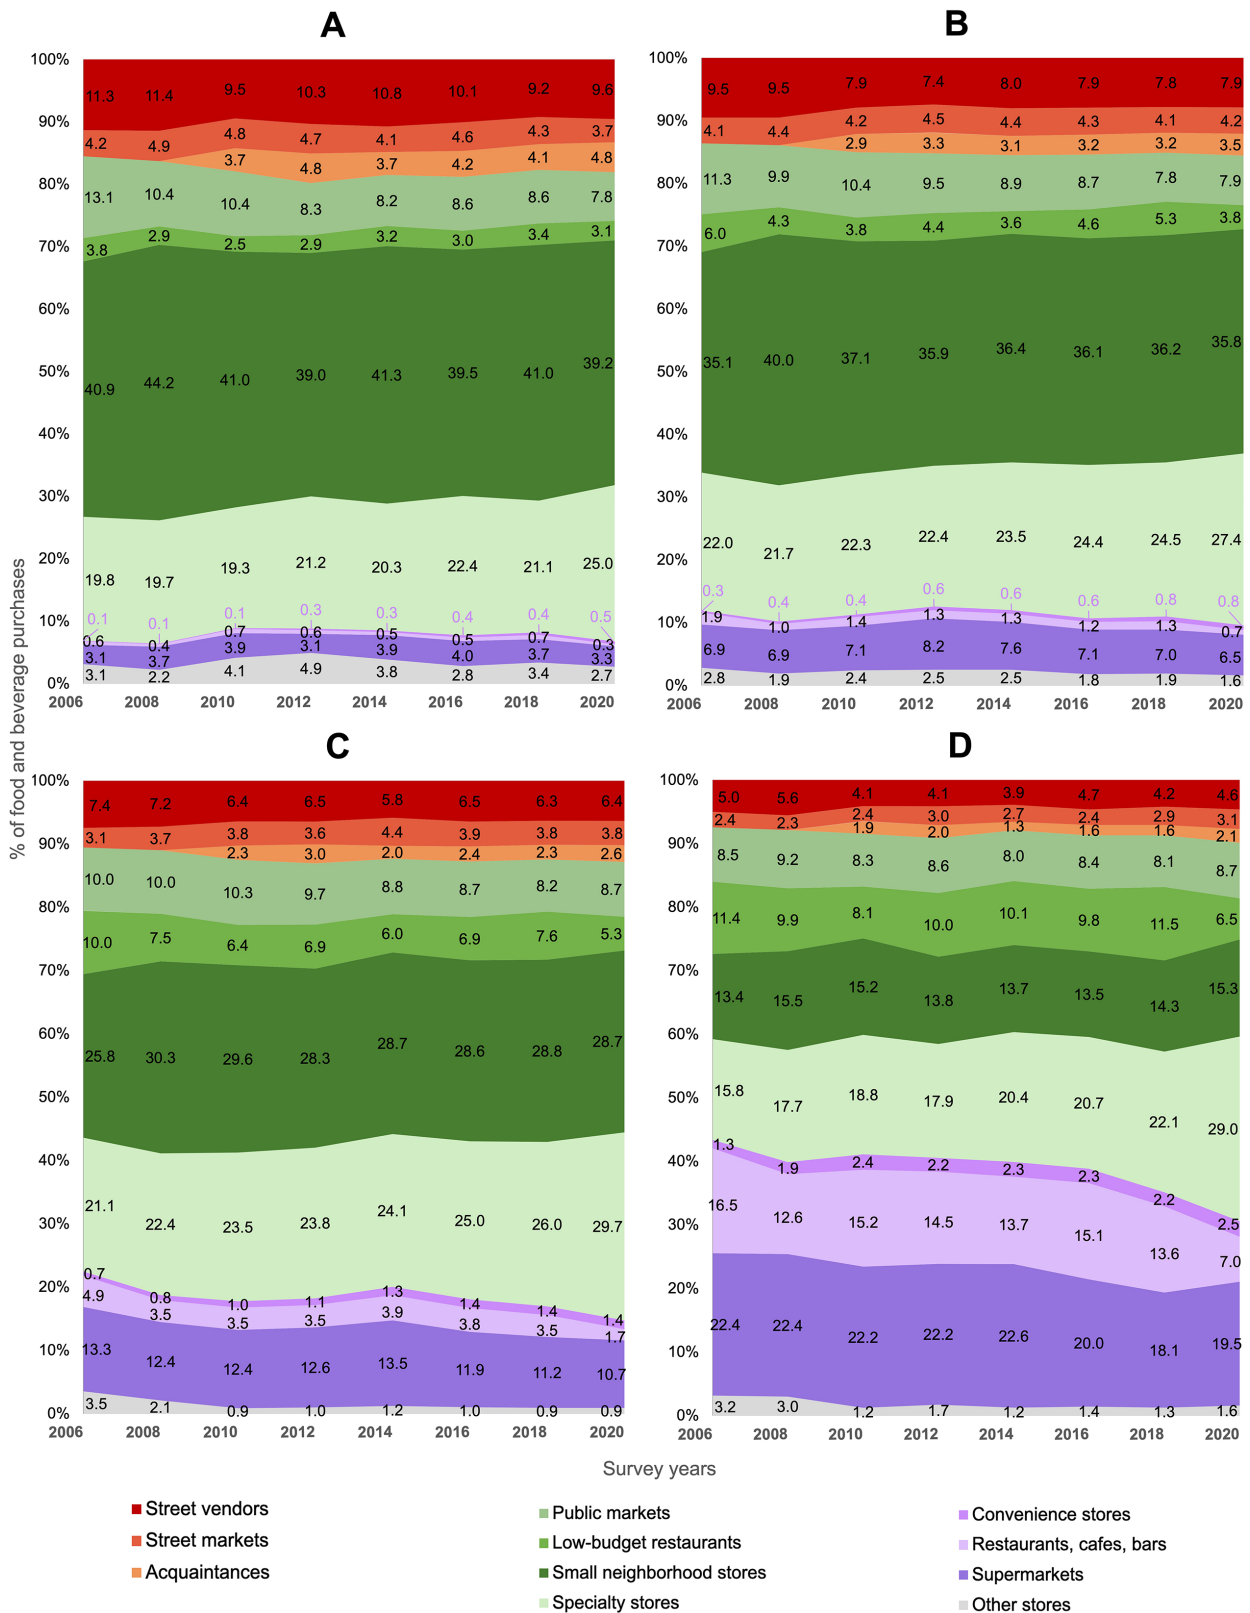 A
100%
90%
80%
70%
60%
50%
40%
30%
20%
10%
0%
11.3 11.4 9.5 10.3 10.8 10.1 9.2 9.6
4.2 4.9 4.8 4.7 4.1 4.6 4.3 3.7
3.7 4.8 3.7 4.2 4.1 4.8
13.1 10.4 10.4 8.3 8.2 8.6 8.6 7.8
3.8 2.9 2.5 2.9 3.2 3.0 3.4 3.1
40.9 44.2 41.0 39.0 41.3 39.5 41.0 39.2
19.8 19.7 19.3 21.2 20.3 22.4 21.1 25.0
0.1 0.1 0.1 0.3 0.3 0.4 0.4 0.5
0.6 0.4 0.7 0.6 0.5 0.5 0.7 0.3
3.1 3.7 3.9 3.1 3.9 4.0 3.7 3.3
3.1 2.2 4.1 4.9 3.8 2.8 3.4 2.7
2006 2008 2010 2012 2014 2016 2018 2020
B
100%
90%
80%
70%
60%
50%
40%
30%
20%
10%
0%
9.5 9.5 7.9 7.4 8.0 7.9 7.8 7.9
4.1 4.4 4.2 4.5 4.4 4.3 4.1 4.2
2.9 3.3 3.1 3.2 3.2 3.5
11.3 9.9 10.4 9.5 8.9 8.7 7.8 7.9
6.0 4.3 3.8 4.4 3.6 4.6 5.3 3.8
35.1 40.0 37.1 35.9 36.4 36.1 36.2 35.8
22.0 21.7 22.3 22.4 23.5 24.4 24.5 27.4
0.3 0.4 0.4 0.6 0.6 0.6 0.8 0.8
1.9 1.0 1.4 1.3 1.3 1.2 1.3 0.7
6.9 6.9 7.1 8.2 7.6 7.1 7.0 6.5
2.8 1.9 2.4 2.5 2.5 1.8 1.9 1.6
2006 2008 2010 2012 2014 2016 2018 2020
% of food and beverage purchases
C
100%
90%
80%
70%
60%
50%
40%
30%
20%
10%
0%
7.4 7.2 6.4 6.5 5.8 6.5 6.3 6.4
3.1 3.7 3.8 3.6 4.4 3.9 3.8 3.8
2.3 3.0 2.0 2.4 2.3 2.6
10.0 10.0 10.3 9.7 8.8 8.7 8.2 8.7
10.0 7.5 6.4 6.9 6.0 6.9 7.6 5.3
25.8 30.3 29.6 28.3 28.7 28.6 28.8 28.7
21.1 22.4 23.5 23.8 24.1 25.0 26.0 29.7
0.7 0.8 1.0 1.1 1.3 1.4 1.4 1.4
4.9 3.5 3.5 3.5 3.9 3.8 3.5 1.7
13.3 12.4 12.4 12.6 13.5 11.9 11.2 10.7
3.5 2.1 0.9 1.0 1.2 1.0 0.9 0.9
2006 2008 2010 2012 2014 2016 2018 2020
D
100%
90%
80%
70%
60%
50%
40%
30%
20%
10%
0%
5.0 5.6 4.1 4.1 3.9 4.7 4.2 4.6
2.4 2.3 2.4 3.0 2.7 2.4 2.9 3.1
1.9 2.0 1.3 1.6 1.6 2.1
8.5 9.2 8.3 8.6 8.0 8.4 8.1 8.7
11.4 9.9 8.1 10.0 10.1 9.8 11.5 6.5
13.4 15.5 15.2 13.8 13.7 13.5 14.3 15.3
15.8 17.7 18.8 17.9 20.4 20.7 22.1 29.0
1.3 1.9 2.4 2.2 2.3 2.3 2.2 2.5
16.5 12.6 15.2 14.5 13.7 15.1 13.6 7.0
22.4 22.4 22.2 22.2 22.6 20.0 18.1 19.5
3.2 3.0 1.2 1.7 1.2 1.4 1.3 1.6
2006 2008 2010 2012 2014 2016 2018 2020
Survey years
Street vendors
Street markets
Acquaintances
Public markets
Low-budget restaurants
Small neighborhood stores
Specialty stores
Convenience stores
Restaurants, cafes, bars
Supermarkets
Other stores